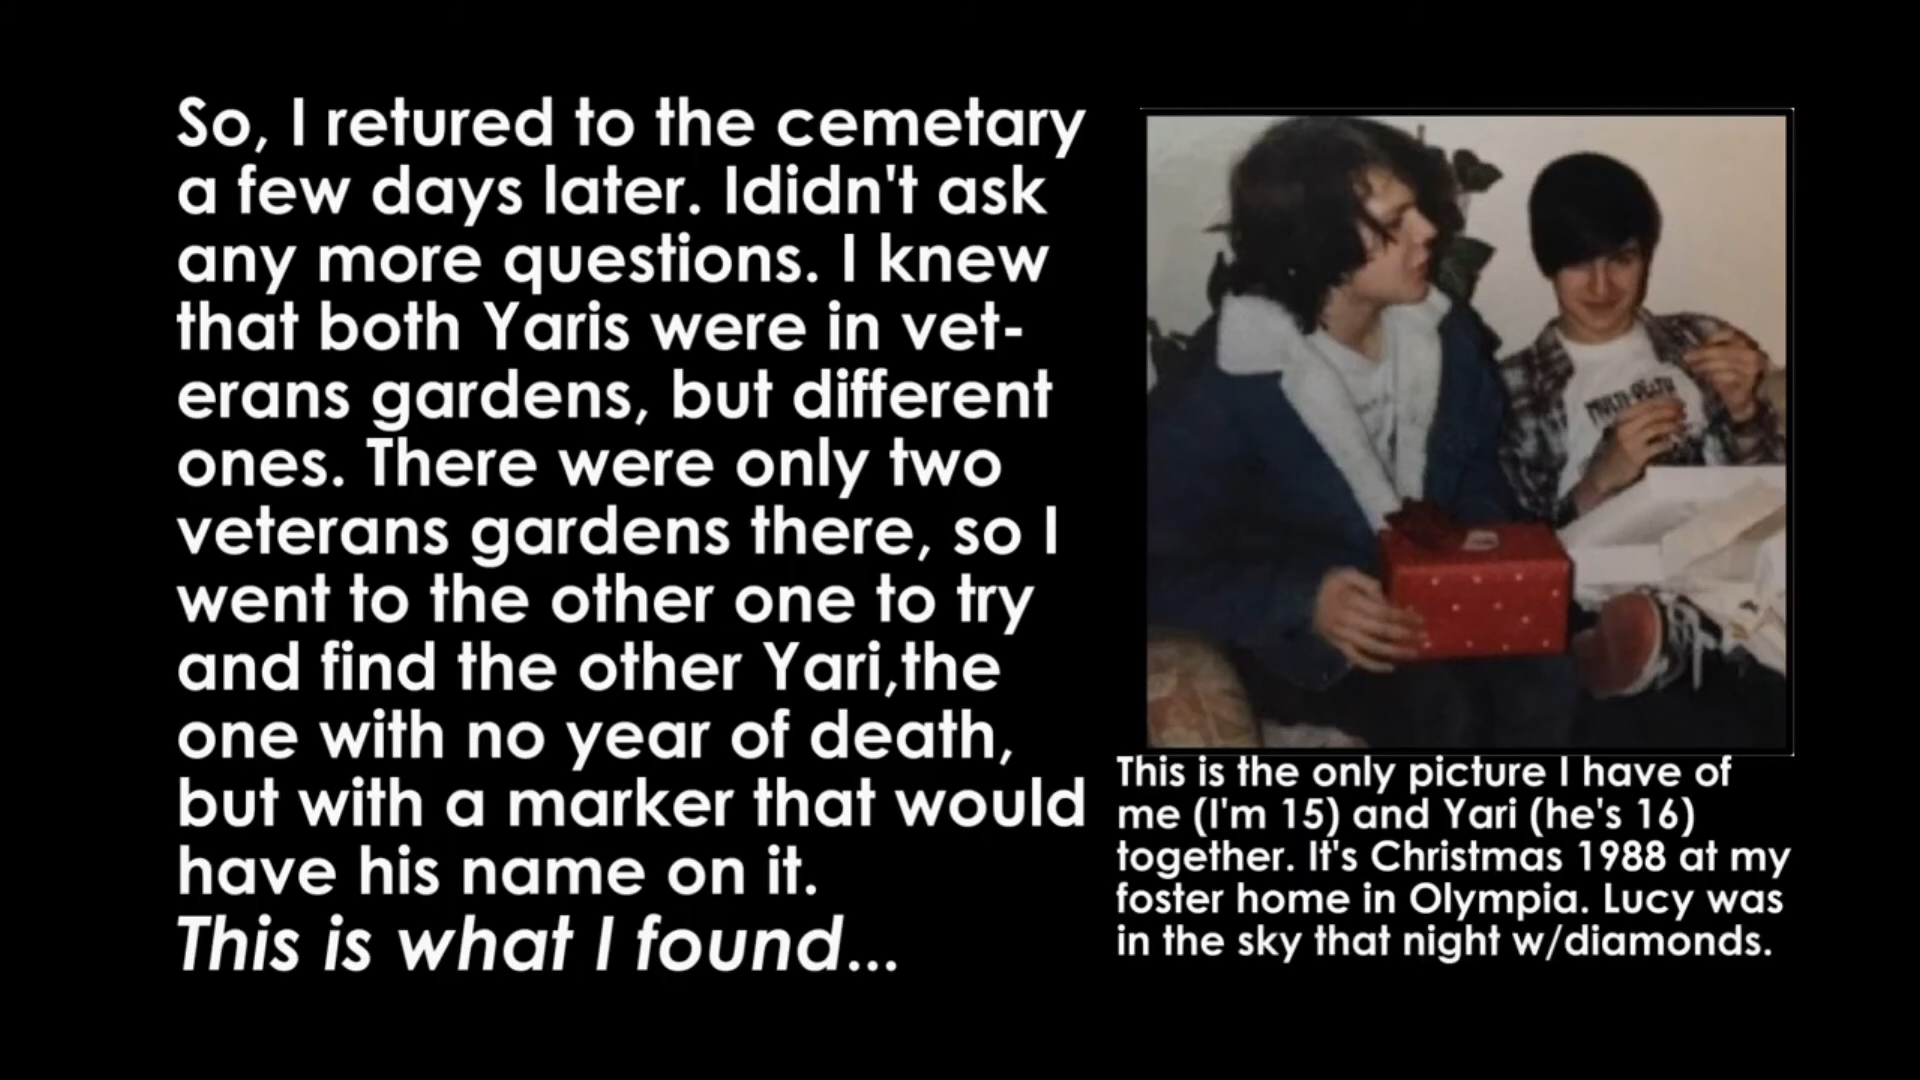 So, I retured to the cemetary
a few days later. Ididn't ask
any more questions. I knew
that both Yaris were in vet-
erans gardens, but different
ones. There were only two
veterans gardens there, so I
went to the other one to try
and find the other Yari,the
one with no year of death,
but with a marker that would
have his name on it.
This is what I found...
This is the only picture I have of
me (I'm 15) and Yari (he's 16)
together. It's Christmas 1988 at my
foster home in Olympia. Lucy was
in the sky that night w/diamonds.